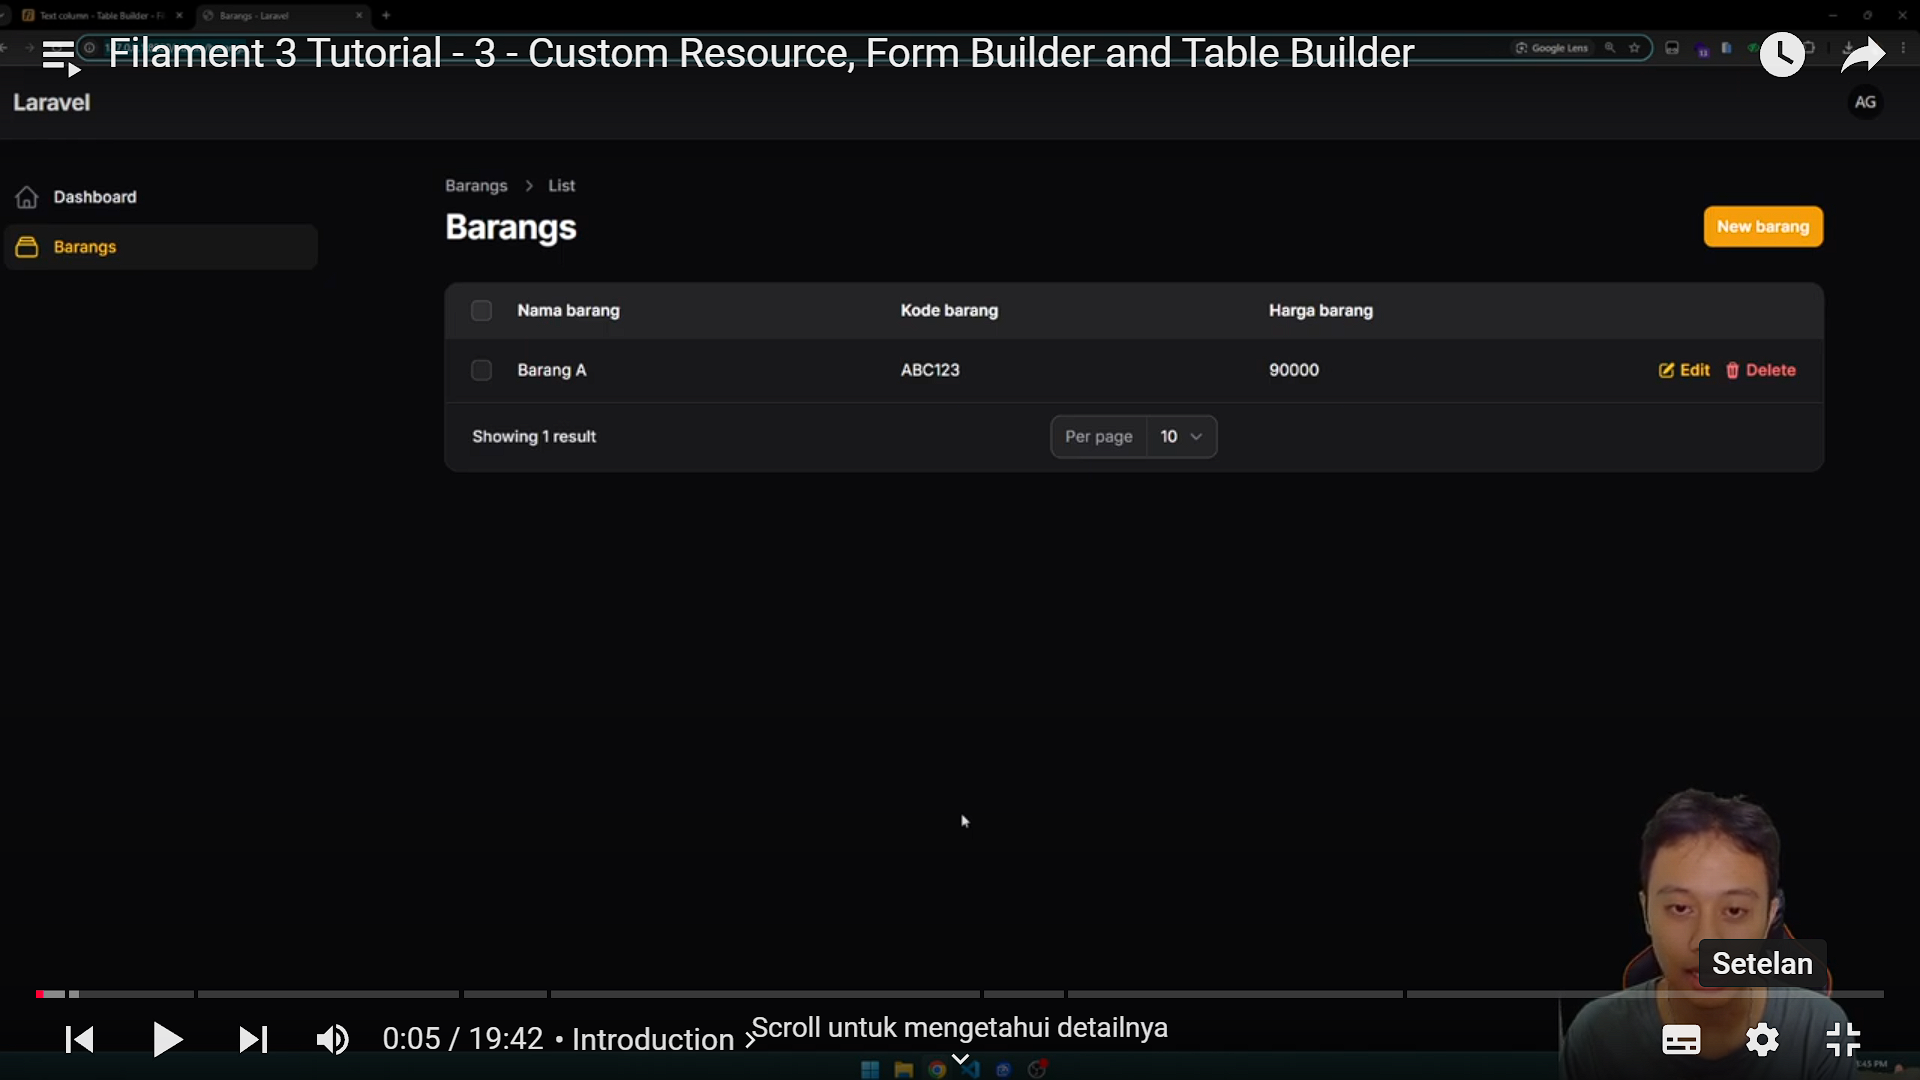 Text column - Table Builder - Fi
Barangs - Laravel
Filament 3 Tutorial - 3 - Custom Resource, Form Builder and Table Builder
Google Lens
Laravel
AG
Dashboard
Barangs
Barangs > List
Barangs
New barang
Nama barang Kode barang Harga barang
Barang A ABC123 90000 Edit Delete
Showing 1 result
Per page 10
Setelan
0:05 / 19:42 • Introduction >
Scroll untuk mengetahui detailnya